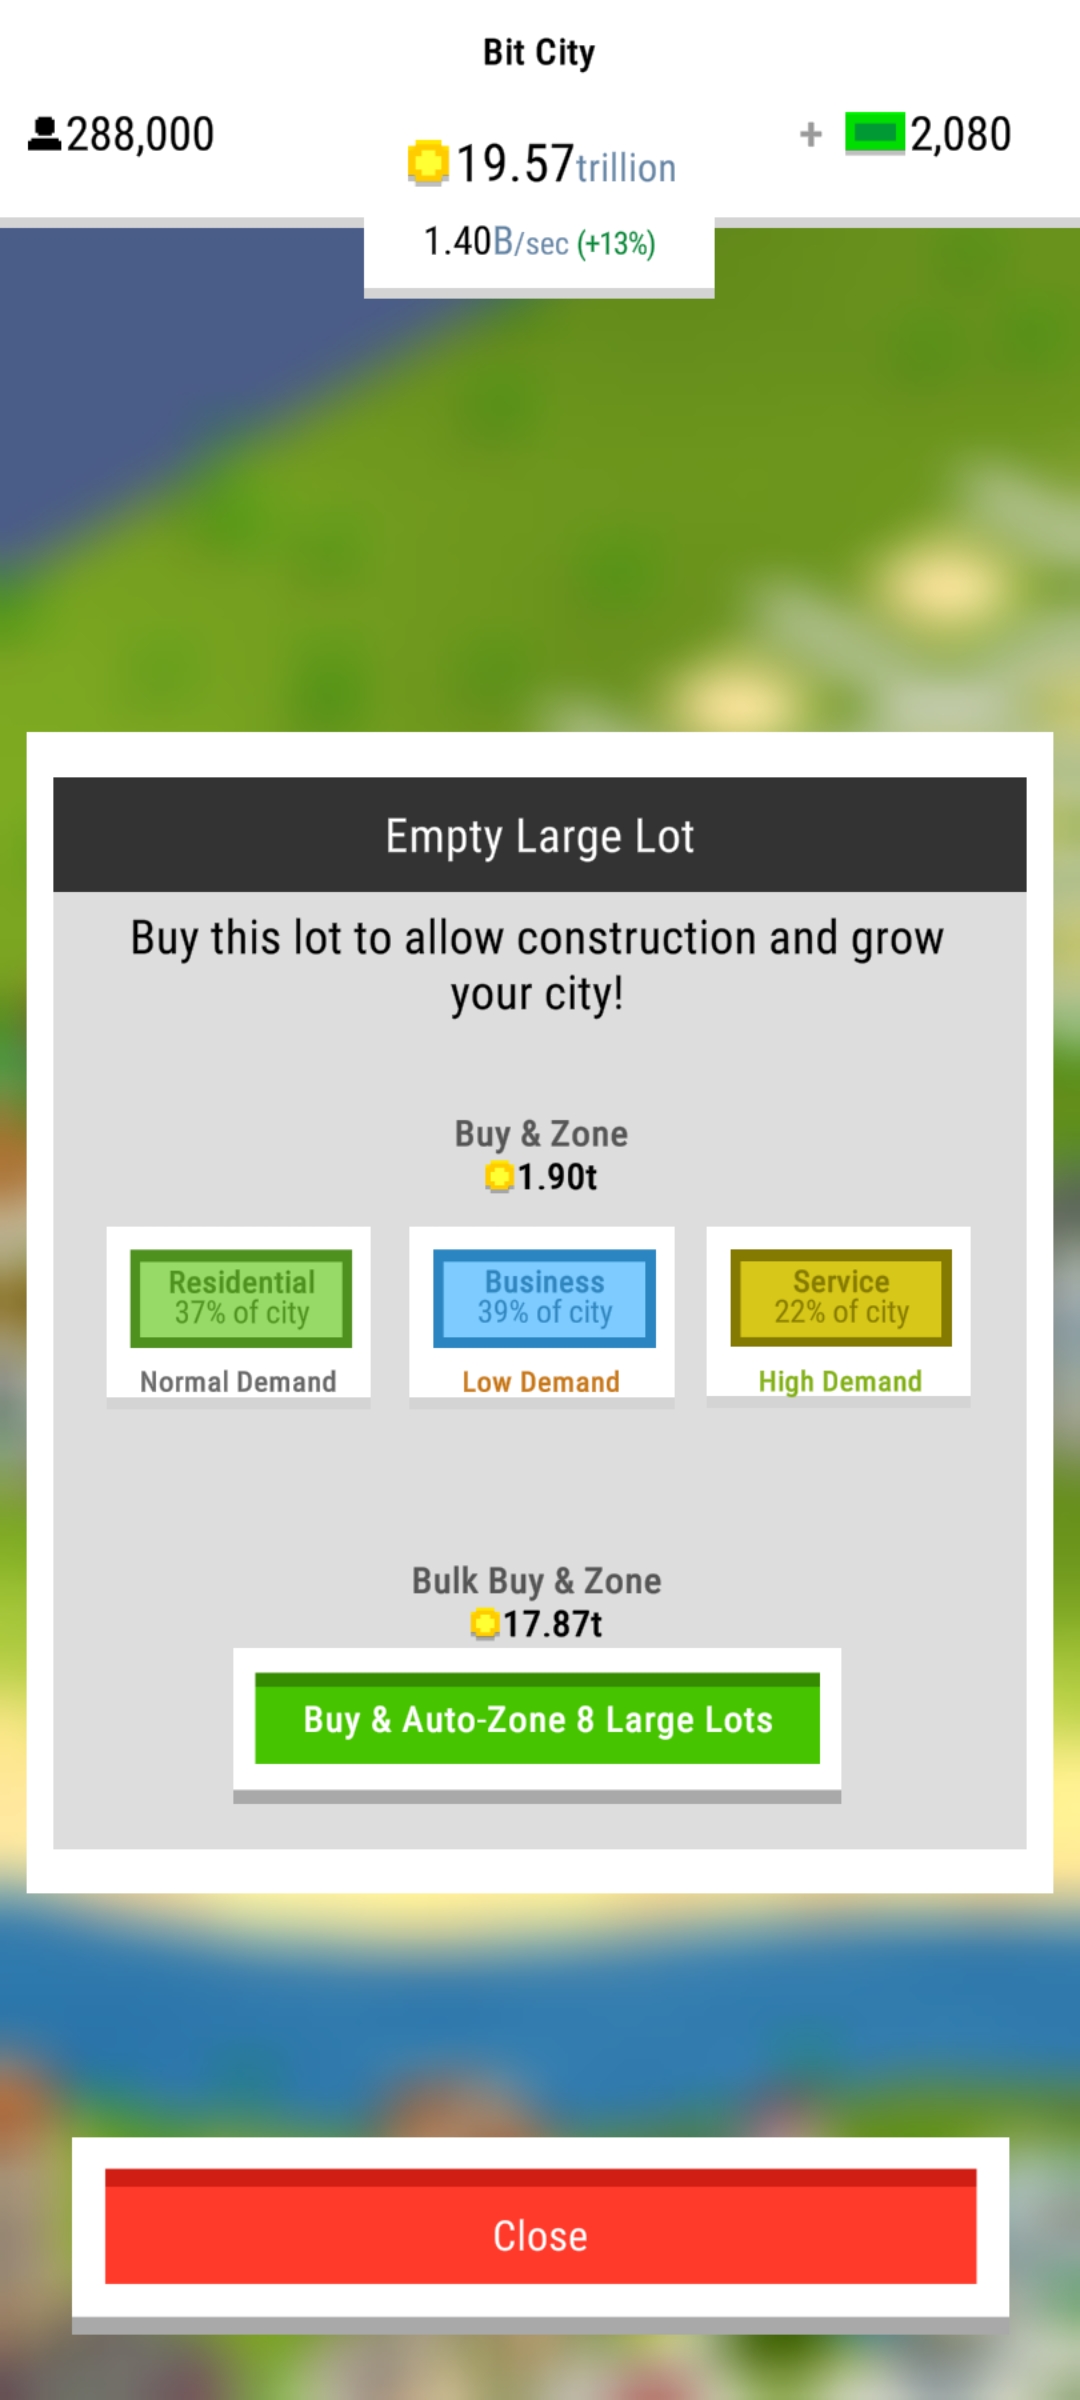 Bit City
288,000
19.57trillion
+ 2,080
1.40B/sec (+13%)
Empty Large Lot
Buy this lot to allow construction and grow
your city!
Buy & Zone
1.90t
Residential
37% of city
Normal Demand
Business
39% of city
Low Demand
Service
22% of city
High Demand
Bulk Buy & Zone
17.87t
Buy & Auto-Zone 8 Large Lots
Close